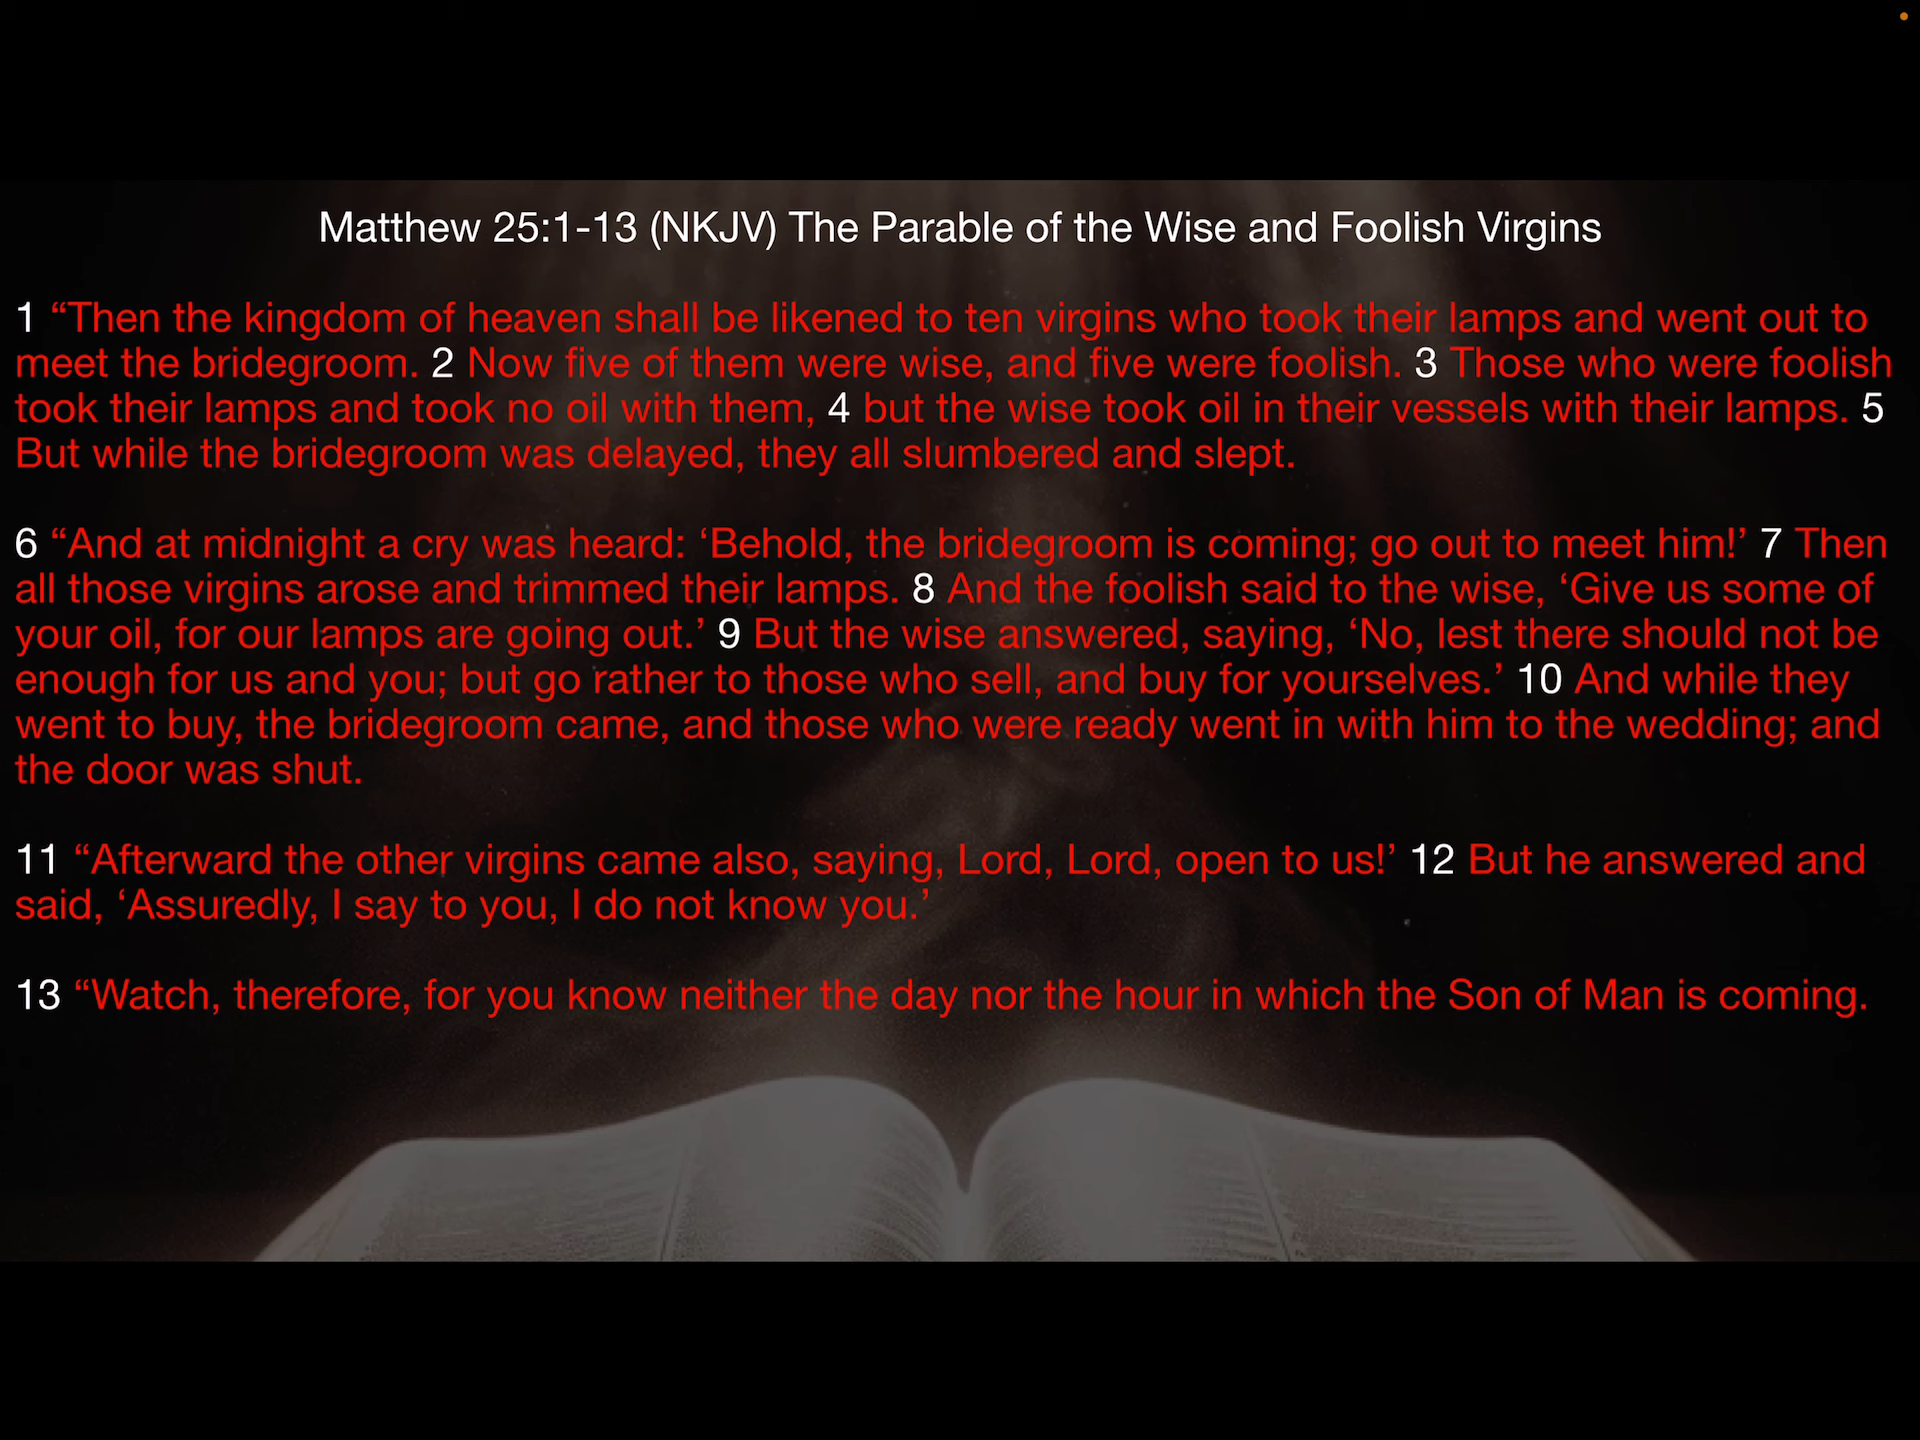 Matthew 25:1-13 (NKJV) The Parable of the Wise and Foolish Virgins
1 “Then the kingdom of heaven shall be likened to ten virgins who took their lamps and went out to
meet the bridegroom. 2 Now five of them were wise, and five were foolish. 3 Those who were foolish
took their lamps and took no oil with them, 4 but the wise took oil in their vessels with their lamps. 5
But while the bridegroom was delayed, they all slumbered and slept.
6 “And at midnight a cry was heard: ‘Behold, the bridegroom is coming; go out to meet him!’ 7 Then
all those virgins arose and trimmed their lamps. 8 And the foolish said to the wise, ‘Give us some of
your oil, for our lamps are going out.’ 9 But the wise answered, saying, ‘No, lest there should not be
enough for us and you; but go rather to those who sell, and buy for yourselves.’ 10 And while they
went to buy, the bridegroom came, and those who were ready went in with him to the wedding; and
the door was shut.
11 “Afterward the other virgins came also, saying, Lord, Lord, open to us!’ 12 But he answered and
said, ‘Assuredly, I say to you, I do not know you.’
13 “Watch, therefore, for you know neither the day nor the hour in which the Son of Man is coming.